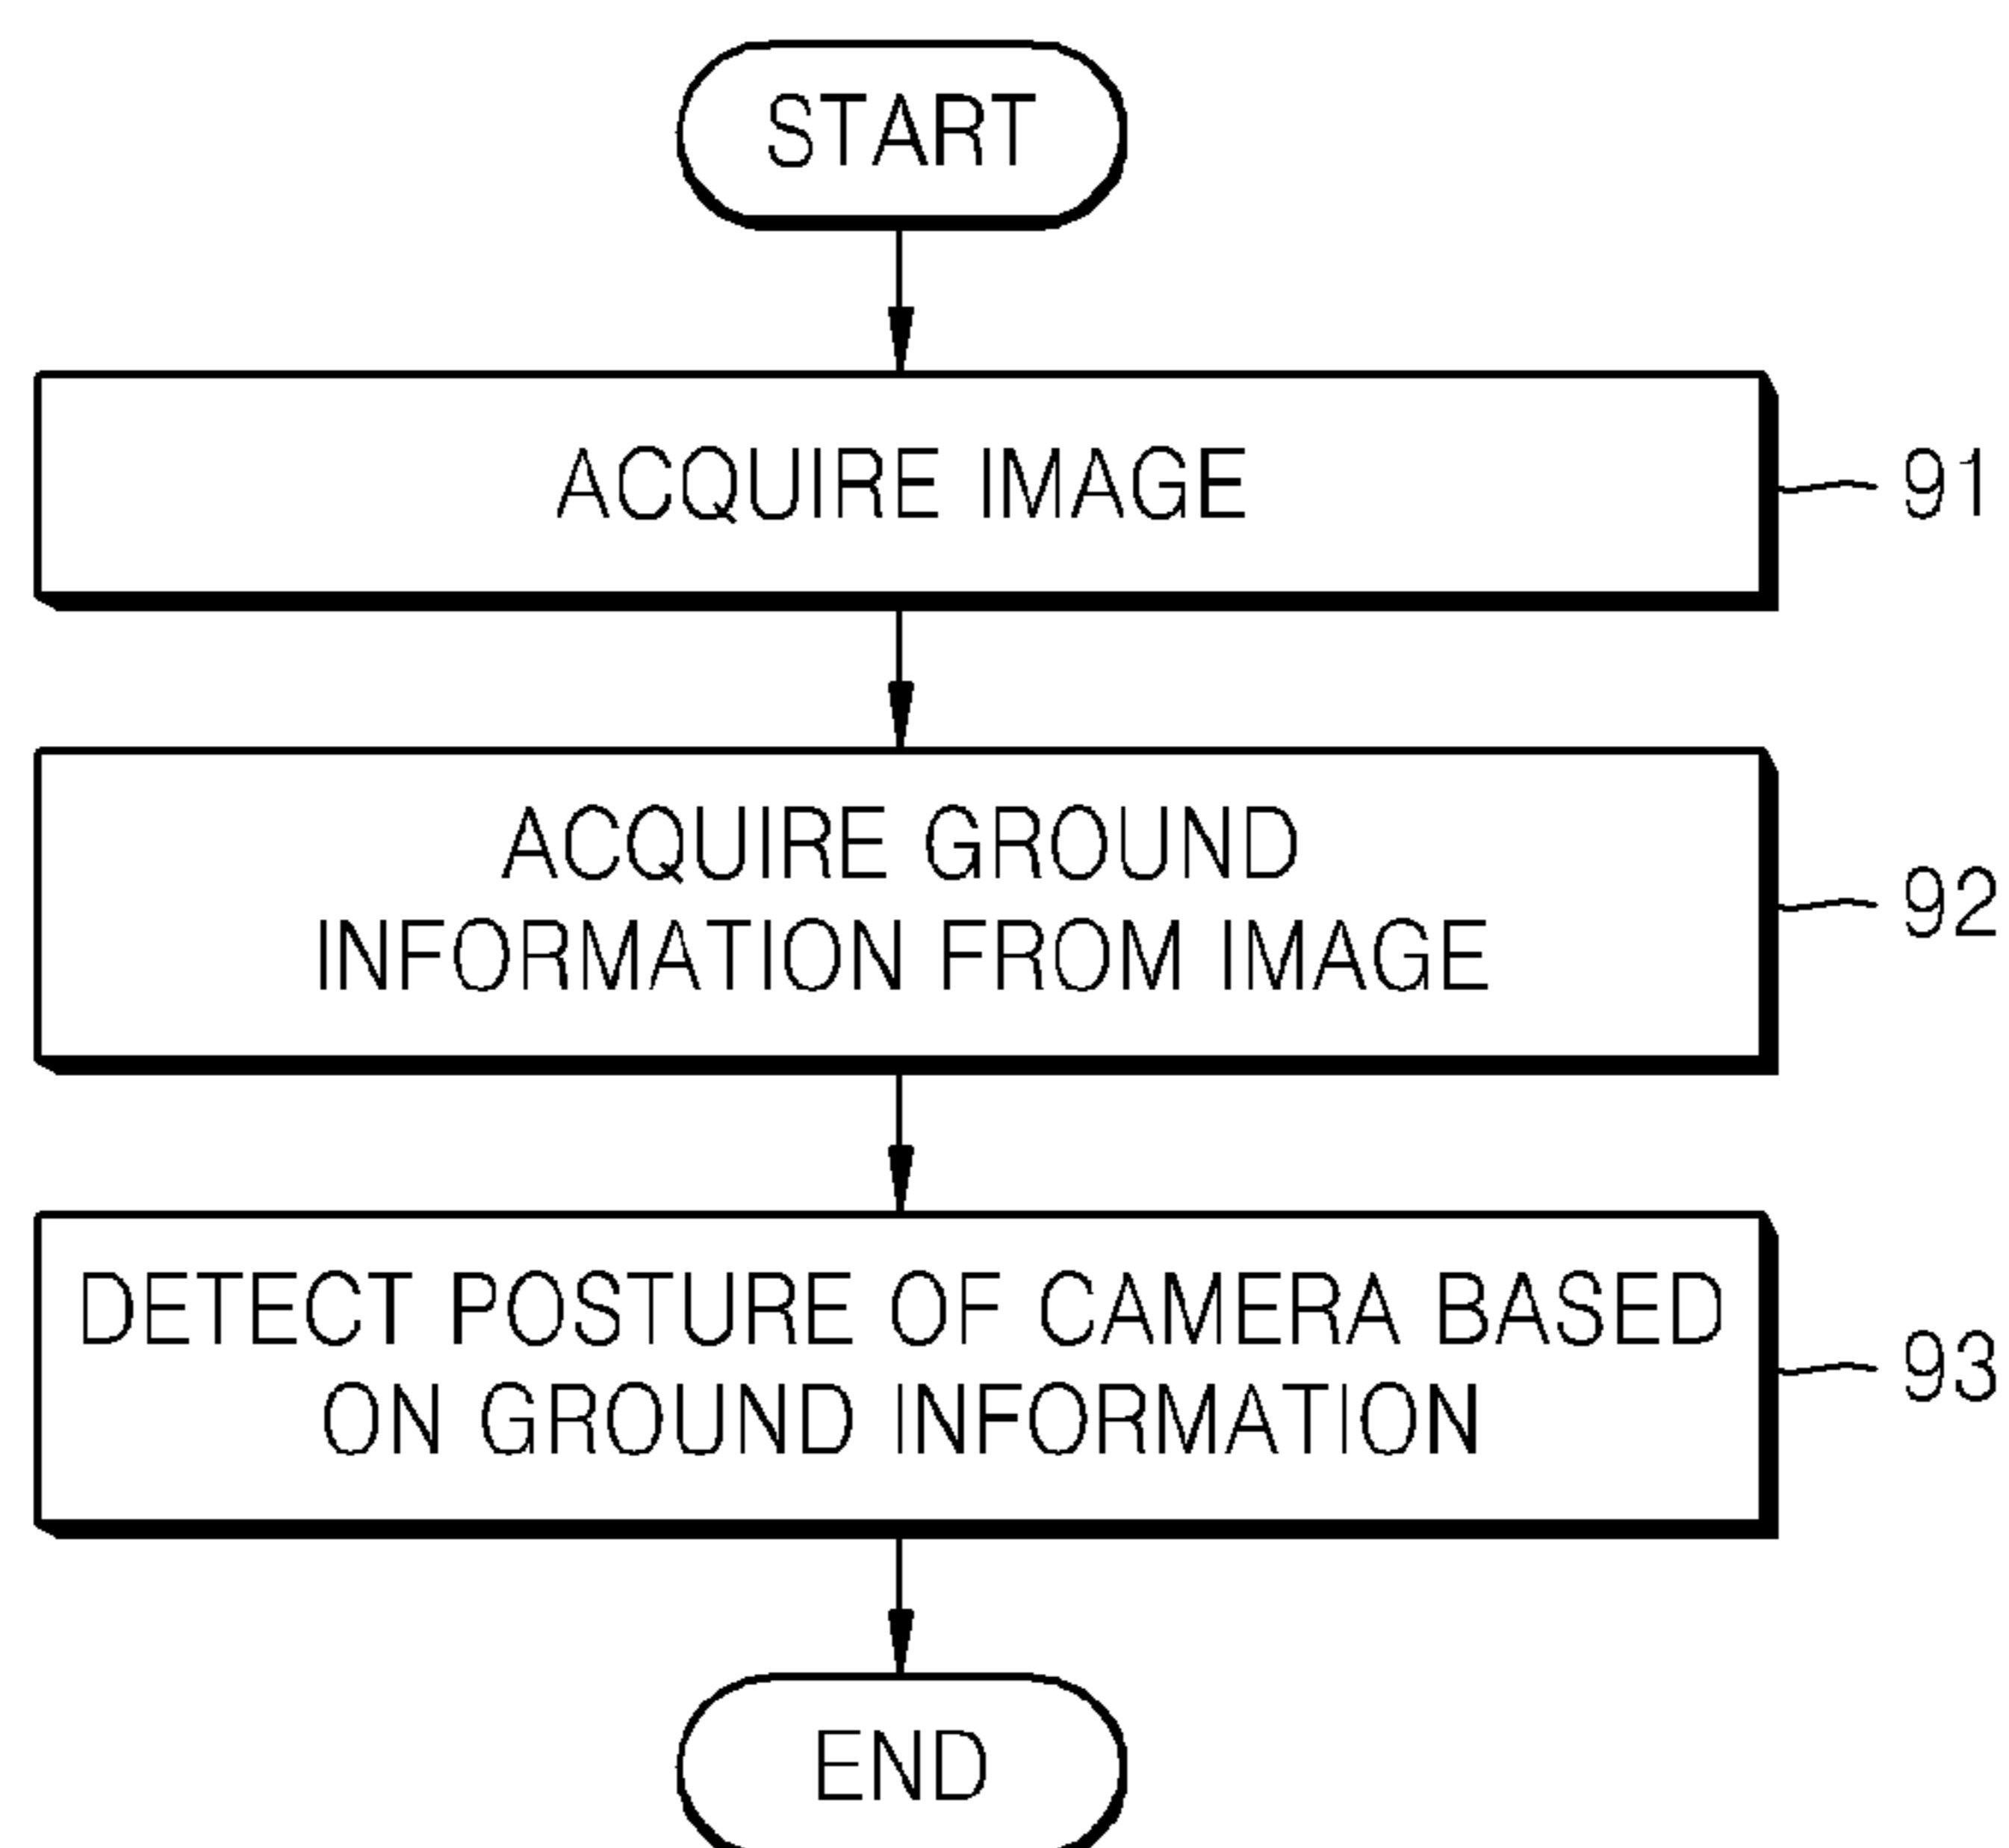 START
ACQUIRE IMAGE
91
ACQUIRE GROUND
INFORMATION FROM IMAGE
92
DETECT POSTURE OF CAMERA BASED
ON GROUND INFORMATION
93
END